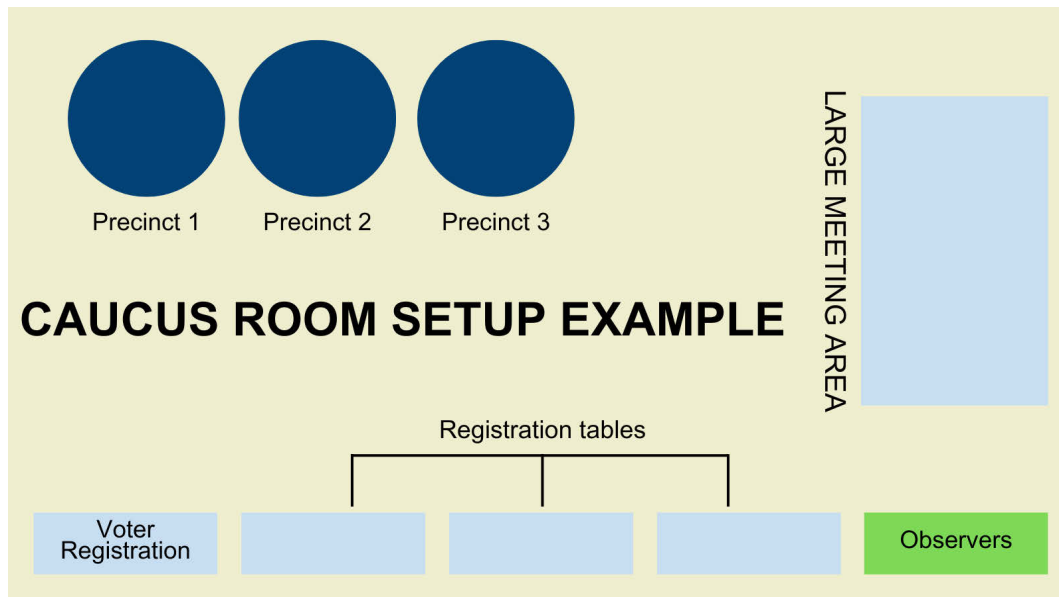 Precinct 1
Precinct 2
Precinct 3
LARGE MEETING AREA
CAUCUS ROOM SETUP EXAMPLE
Registration tables
Voter
Registration
Observers